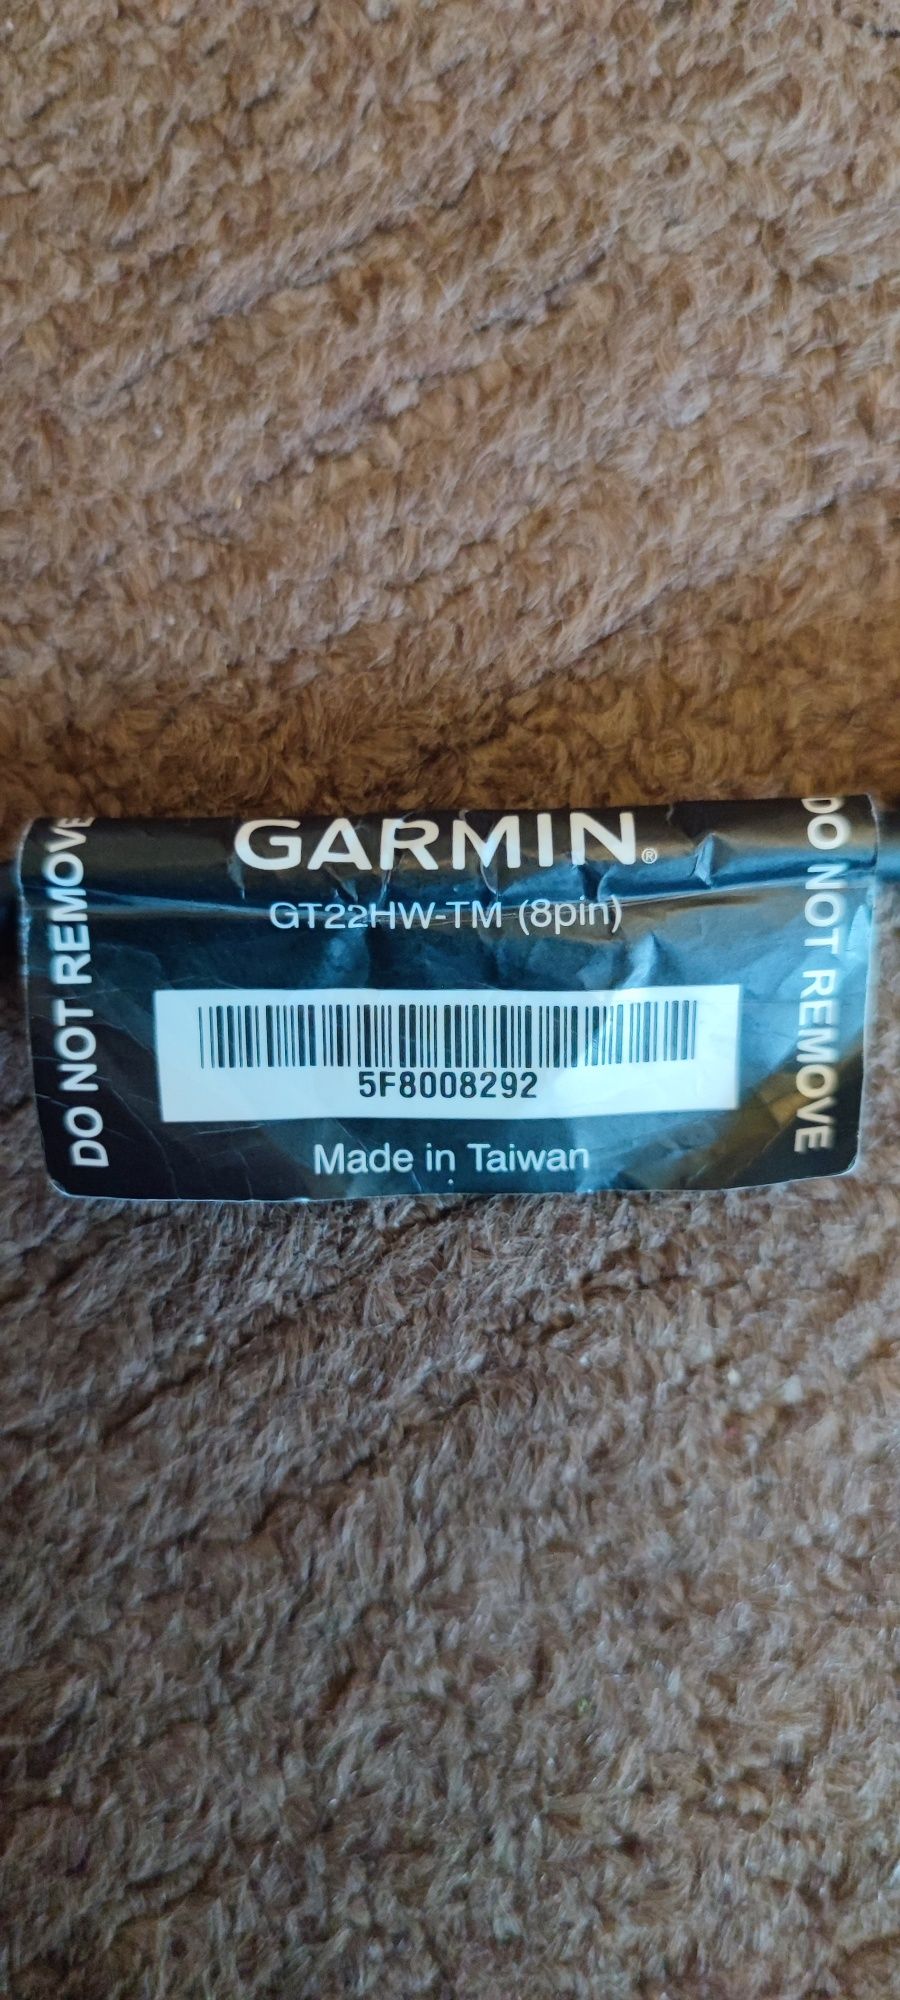 GARMIN®
GT22HW-TM (8pin)
5F8008292
Made in Taiwan
DO NOT REMOVE
DO NOT REMOVE